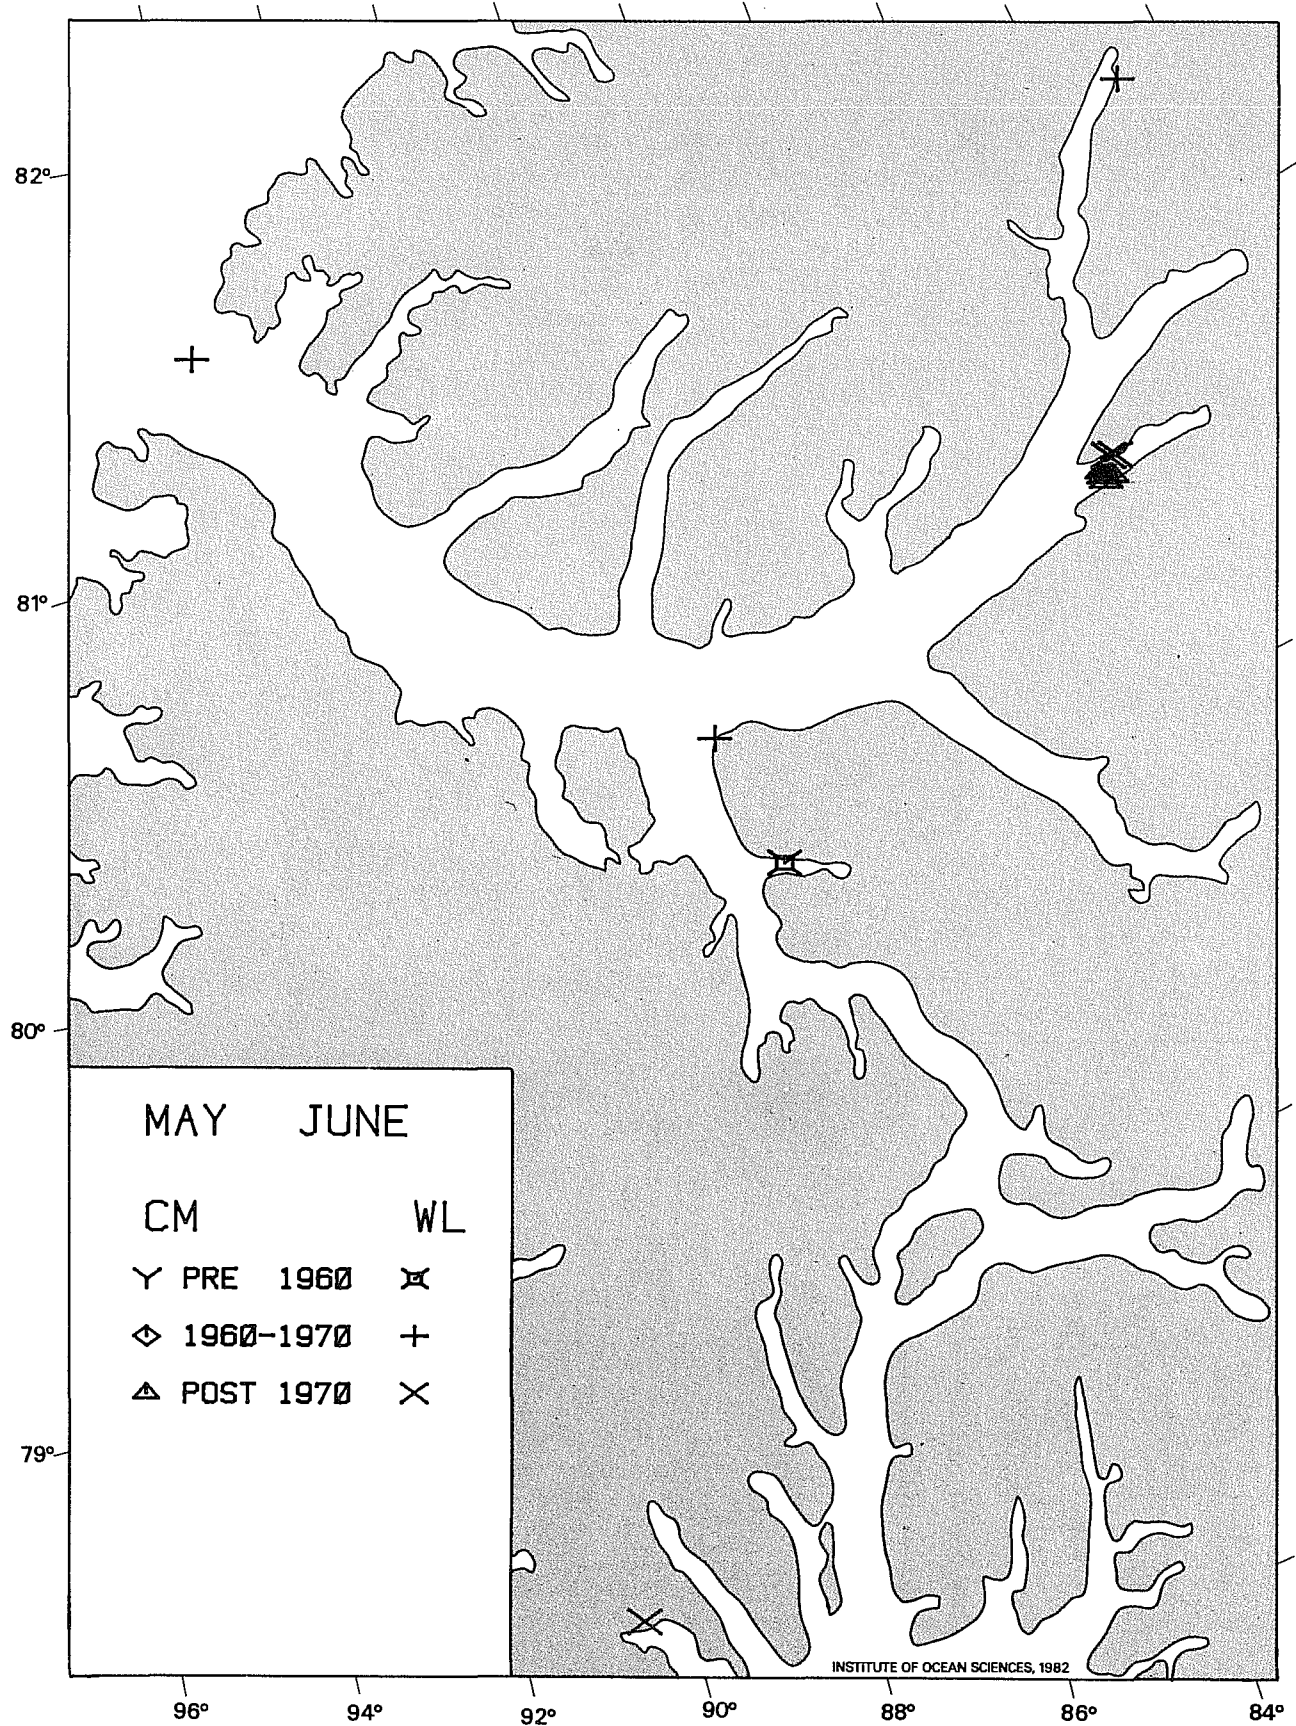 82°
81°
80°
MAY JUNE
CM WL
PRE 1960
1960-1970
POST 1970
79°
INSTITUTE OF OCEAN SCIENCES, 1982
96° 94° 92° 90° 88° 86° 84°